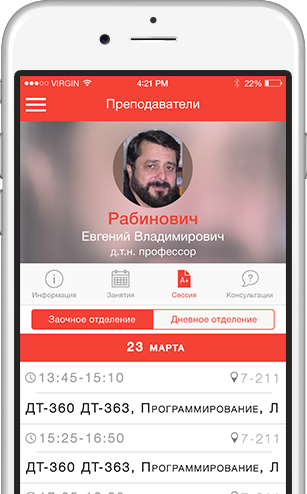 VIRGIN 4:21 PM 22%
Преподаватели
Рабинович
Евгений Владимирович
д.т.н. профессор
A+ ?
Информация Занятия Сессия Консультации
Заочное отделение Дневное отделение
23 МАРТА
13:45-15:10 7-211
ДТ-360 ДТ-363, Программирование, Л
15:25-16:50 7-211
ДТ-360 ДТ-363, Программирование, Л